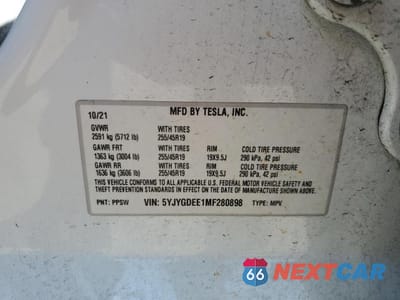 MFD BY TESLA, INC.
10/21
GVWR WITH TIRES
2591 kg (5712 lb) 255/45R19
GAWR FRT WITH TIRES RIM COLD TIRE PRESSURE
1363 kg (3004 lb) 255/45R19 19X9.5J 290 kPa, 42 psi
GAWR RR WITH TIRES RIM COLD TIRE PRESSURE
1636 kg (3606 lb) 255/45R19 19X9.5J 290 kPa, 42 psi
THIS VEHICLE CONFORMS TO ALL APPLICABLE U.S. FEDERAL MOTOR VEHICLE SAFETY AND
THEFT PREVENTION STANDARDS IN EFFECT ON THE DATE OF MANUFACTURE SHOWN ABOVE.
PNT: PPSW VIN: 5YJYGDEE1MF280898 TYPE: MPV
66 NEXTCAR